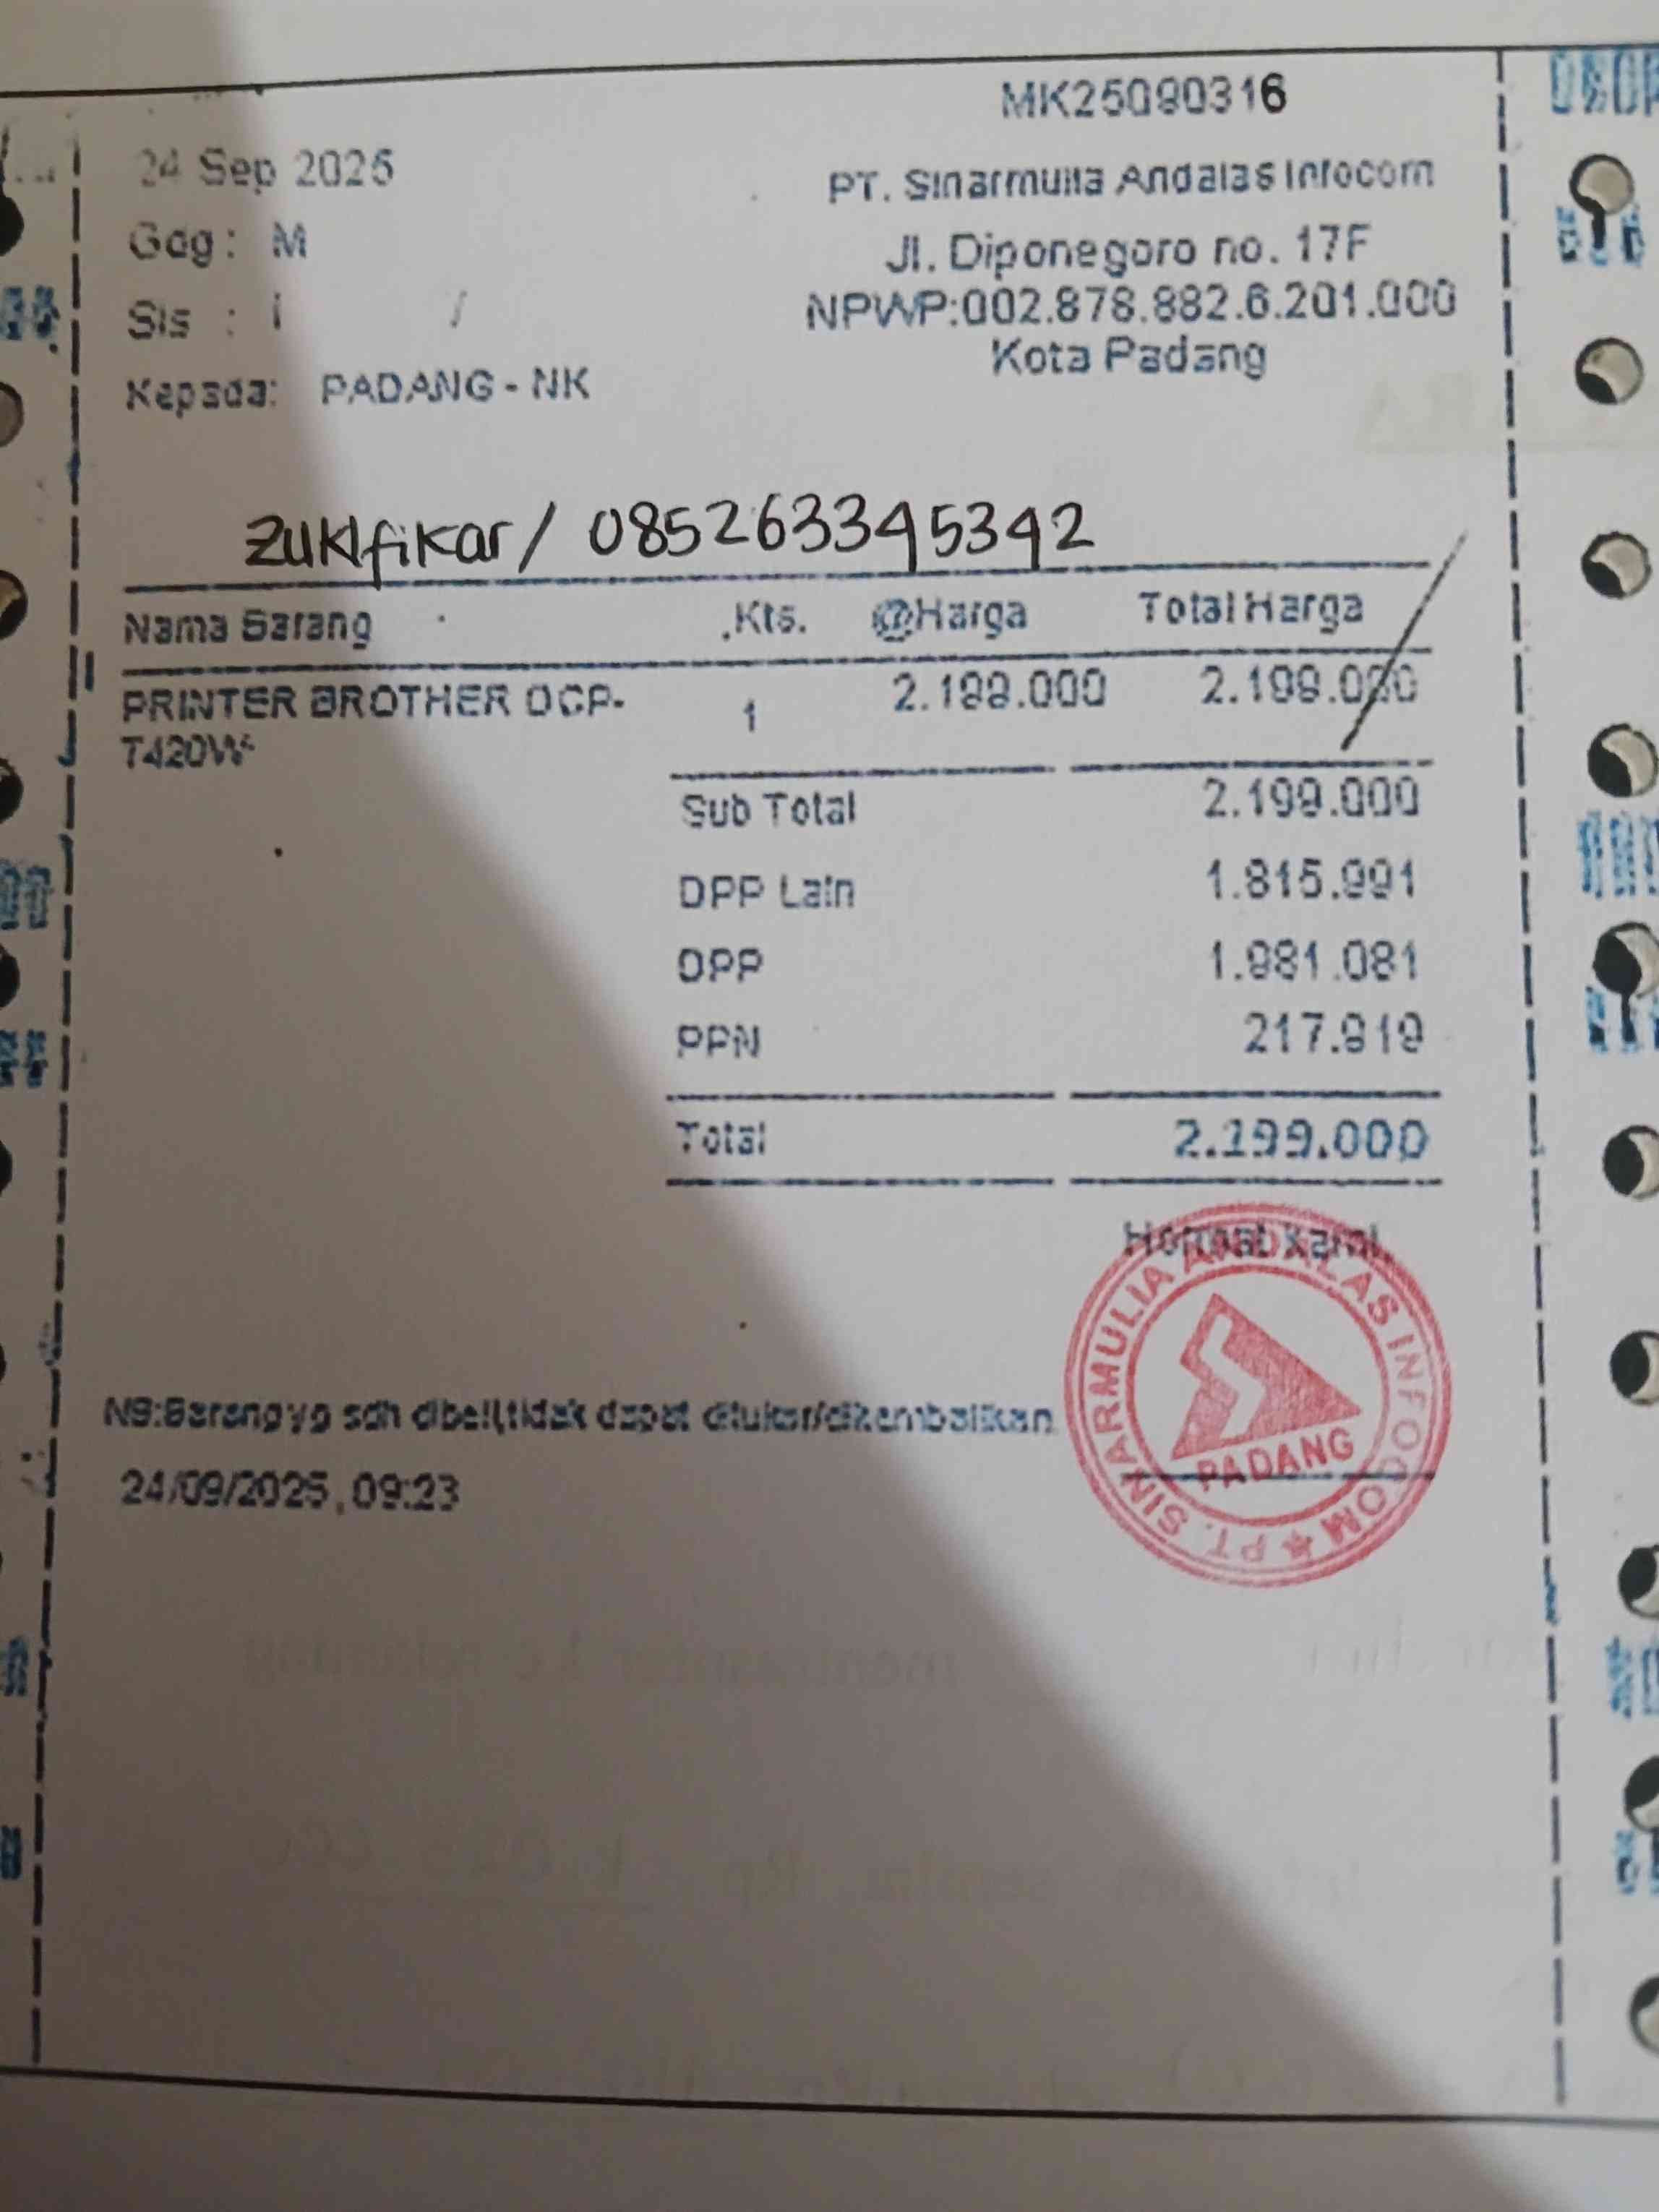 MK25090316
24 Sep 2025
PT. Sinarmulia Andalas Infocom
Gdg : M
Jl. Diponegoro no. 17F
Sls : i /
NPWP:002.878.882.6.201.000
Kota Padang
Kepada: PADANG - NK
Zuklfikar / 085263345342
Nama Barang Kts. @Harga Total Harga
PRINTER BROTHER DCP-T420W 1 2.199.000 2.199.000
Sub Total 2.199.000
DPP Lain 1.815.991
DPP 1.981.081
PPN 217.919
Total 2.199.000
Hormat kami,
PT. SINARMULIA ANDALAS INFOCOM
PADANG
NB:Barang yg sdh dibeli,tidak dapat ditukar/dikembalikan
24/09/2025, 09:23